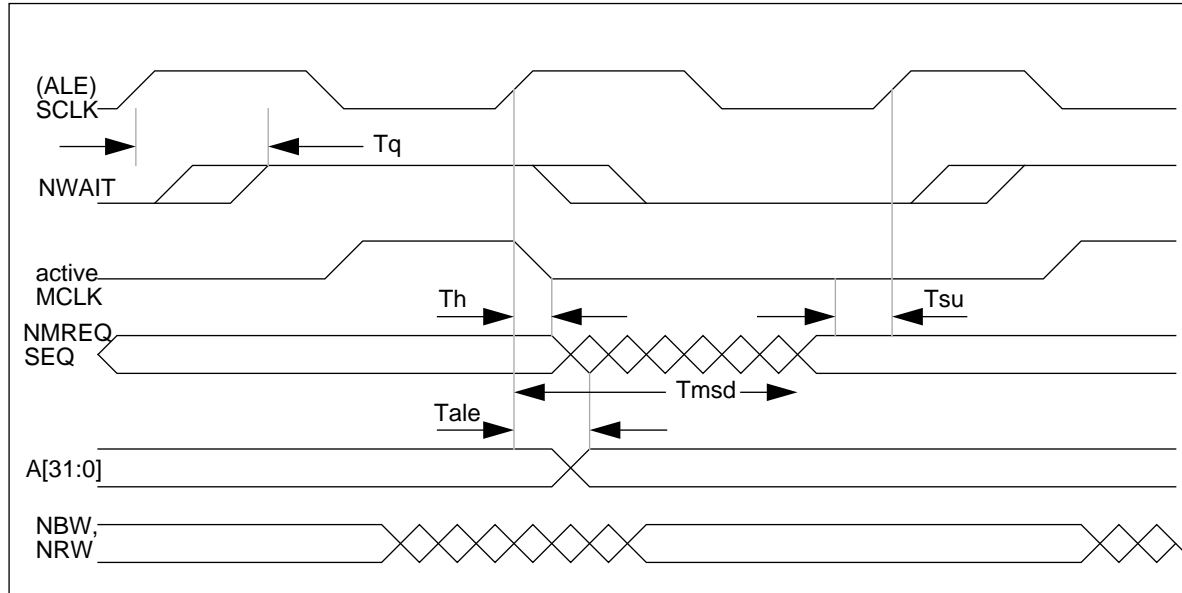 (ALE)
SCLK
Tq
NWAIT
active
MCLK
Th
Tsu
NMREQ
SEQ
Tmsd
Tale
A[31:0]
NBW,
NRW